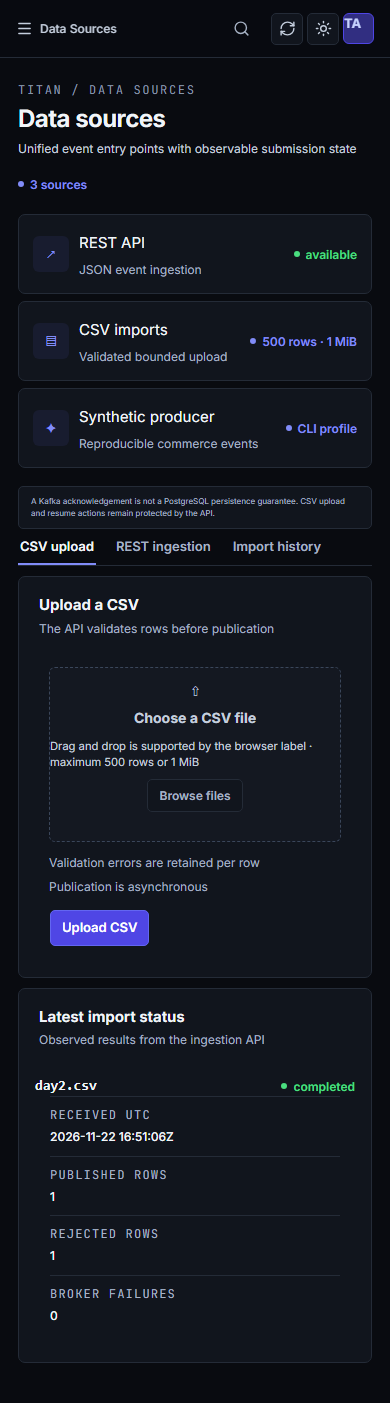 Data Sources
TA
TITAN / DATA SOURCES
Data sources
Unified event entry points with observable submission state
3 sources
REST API
JSON event ingestion
available
CSV imports
Validated bounded upload
500 rows · 1 MiB
Synthetic producer
Reproducible commerce events
CLI profile
A Kafka acknowledgement is not a PostgreSQL persistence guarantee. CSV upload
and resume actions remain protected by the API.
CSV upload REST ingestion Import history
Upload a CSV
The API validates rows before publication
Choose a CSV file
Drag and drop is supported by the browser label ·
maximum 500 rows or 1 MiB
Browse files
Validation errors are retained per row
Publication is asynchronous
Upload CSV
Latest import status
Observed results from the ingestion API
day2.csv
completed
RECEIVED UTC
2026-11-22 16:51:06Z
PUBLISHED ROWS
1
REJECTED ROWS
1
BROKER FAILURES
0